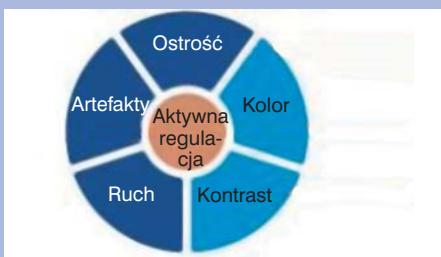 Ostrość
Artefakty
Kolor
Aktywna
regula-
cja
Ruch
Kontrast